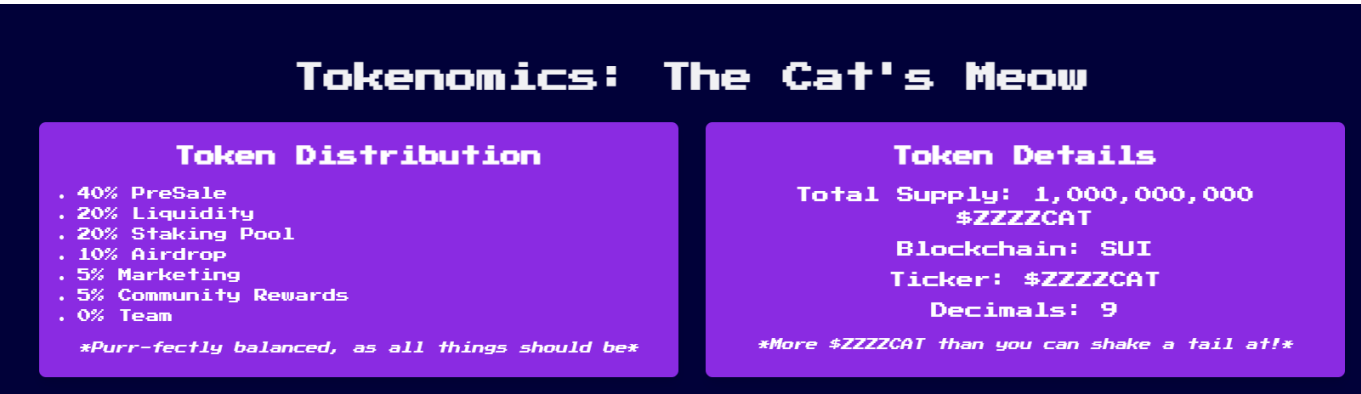 Tokenomics: The Cat's Meow
Token Distribution
. 40% PreSale
. 20% Liquidity
. 20% Staking Pool
. 10% Airdrop
. 5% Marketing
. 5% Community Rewards
. 0% Team
*Purr-fectly balanced, as all things should be*
Token Details
Total Supply: 1,000,000,000
$ZZZZCAT
Blockchain: SUI
Ticker: $ZZZZCAT
Decimals: 9
*More $ZZZZCAT than you can shake a tail at!*